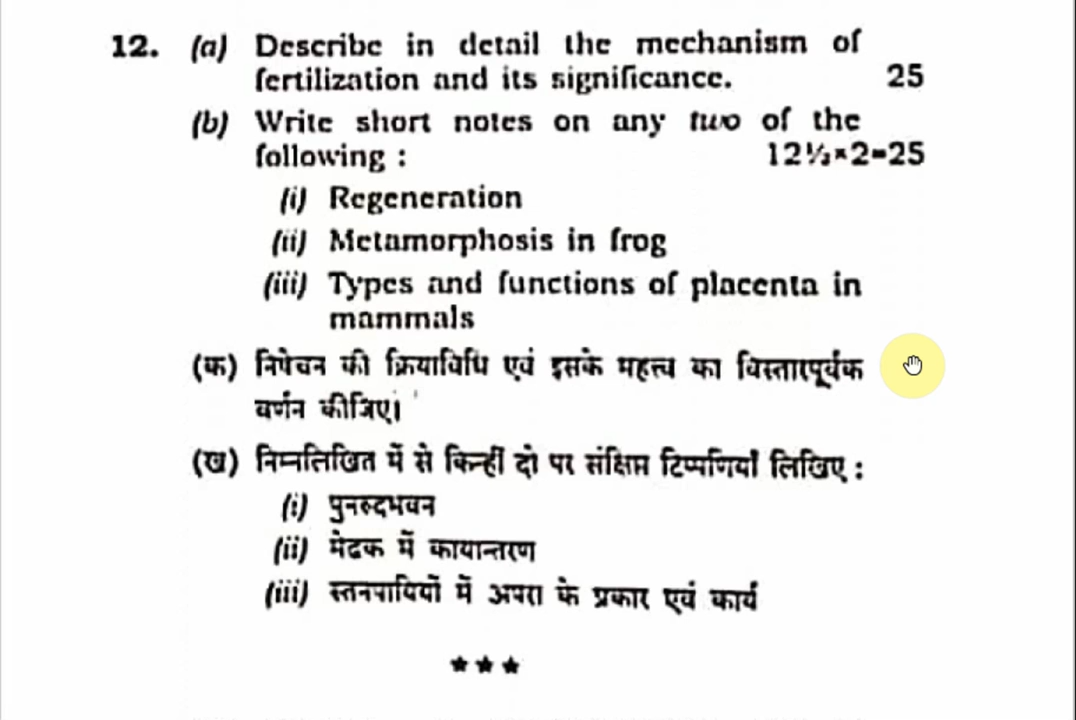 12. (a) Describe in detail the mechanism of
fertilization and its significance. 25
(b) Write short notes on any two of the
following : 12½×2=25
(i) Regeneration
(ii) Metamorphosis in frog
(iii) Types and functions of placenta in
mammals
(क) निषेचन की क्रियाविधि एवं इसके महत्त्व का विस्तारपूर्वक
वर्णन कीजिए।
(ख) निम्नलिखित में से किन्हीं दो पर संक्षिप्त टिप्पणियाँ लिखिए :
(i) पुनरुदभवन
(ii) मेढक में कायान्तरण
(iii) स्तनपायियों में अपरा के प्रकार एवं कार्य
★★★